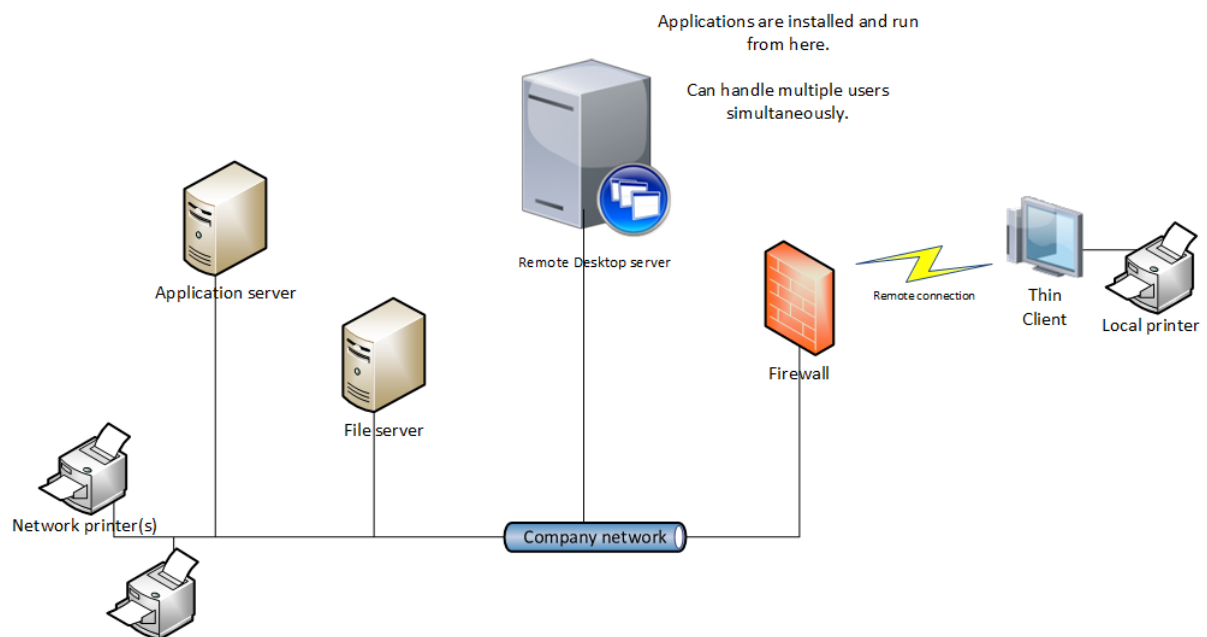 Applications are installed and run
from here.
Can handle multiple users
simultaneously.
Application server
Remote Desktop server
Remote connection
Thin
Client
Local printer
Firewall
File server
Network printer(s)
Company network